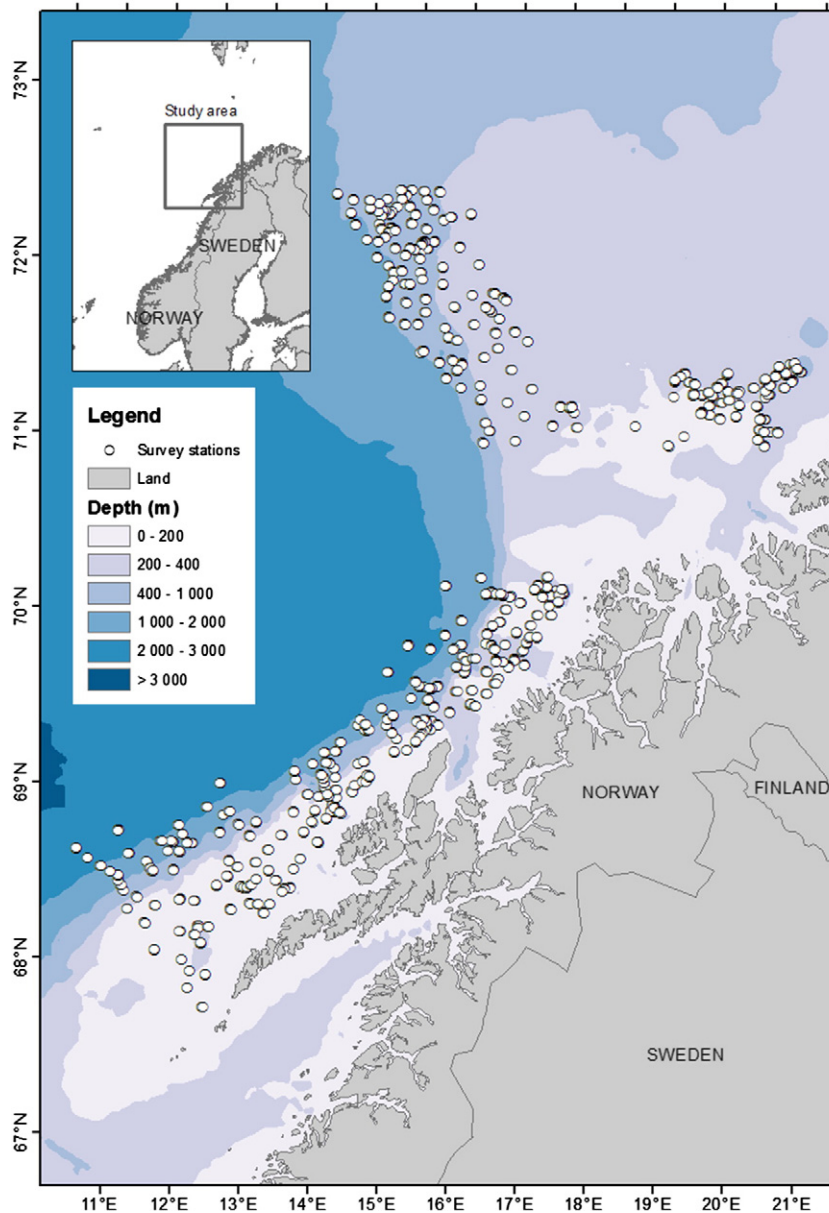 73°N
72°N
71°N
70°N
69°N
68°N
67°N
Study area
SWEDEN
NORWAY
Legend
Survey stations
Land
Depth (m)
0 - 200
200 - 400
400 - 1 000
1 000 - 2 000
2 000 - 3 000
> 3 000
NORWAY
FINLAND
SWEDEN
11°E 12°E 13°E 14°E 15°E 16°E 17°E 18°E 19°E 20°E 21°E